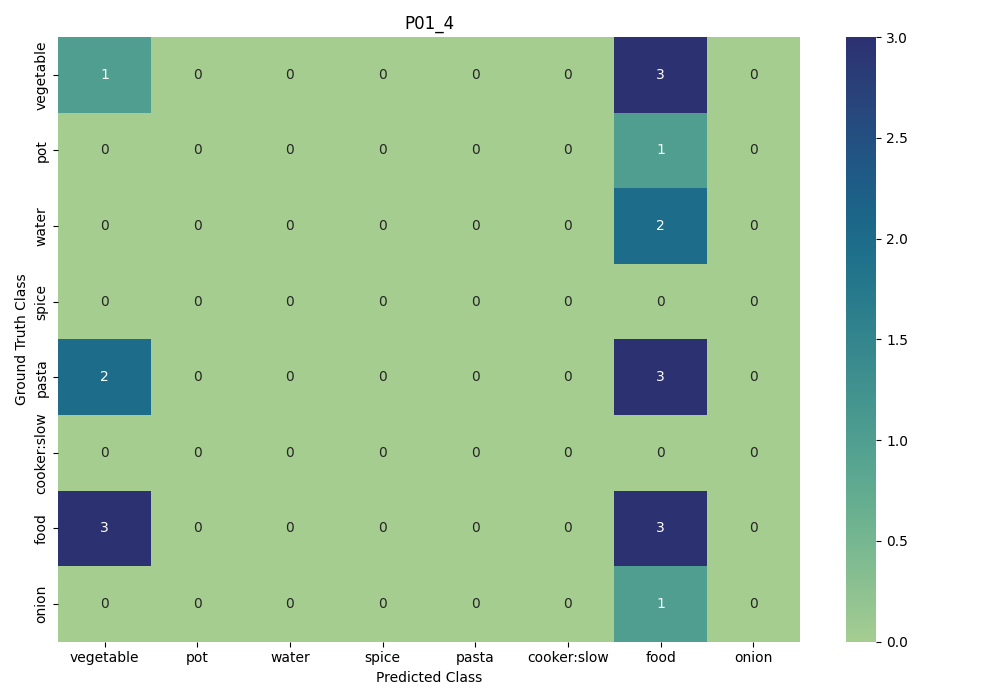 P01_4
vegetable 1 0 0 0 0 0 3 0
pot 0 0 0 0 0 0 1 0
water 0 0 0 0 0 0 2 0
spice 0 0 0 0 0 0 0 0
pasta 2 0 0 0 0 0 3 0
cooker:slow 0 0 0 0 0 0 0 0
food 3 0 0 0 0 0 3 0
onion 0 0 0 0 0 0 1 0
Ground Truth Class
vegetable pot water spice pasta cooker:slow food onion
Predicted Class
3.0
2.5
2.0
1.5
1.0
0.5
0.0